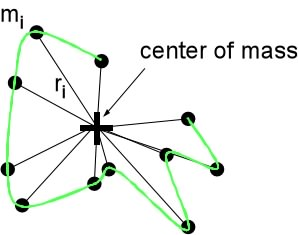 m_i
center of mass
r_i